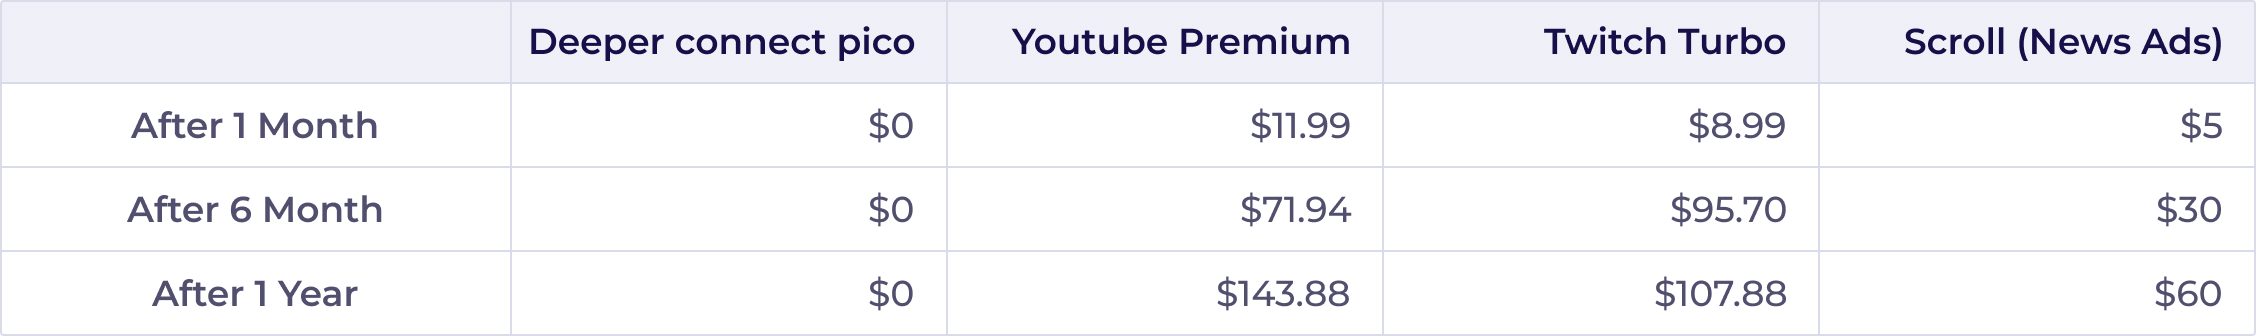 Deeper connect pico Youtube Premium Twitch Turbo Scroll (News Ads)
After 1 Month $0 $11.99 $8.99 $5
After 6 Month $0 $71.94 $95.70 $30
After 1 Year $0 $143.88 $107.88 $60